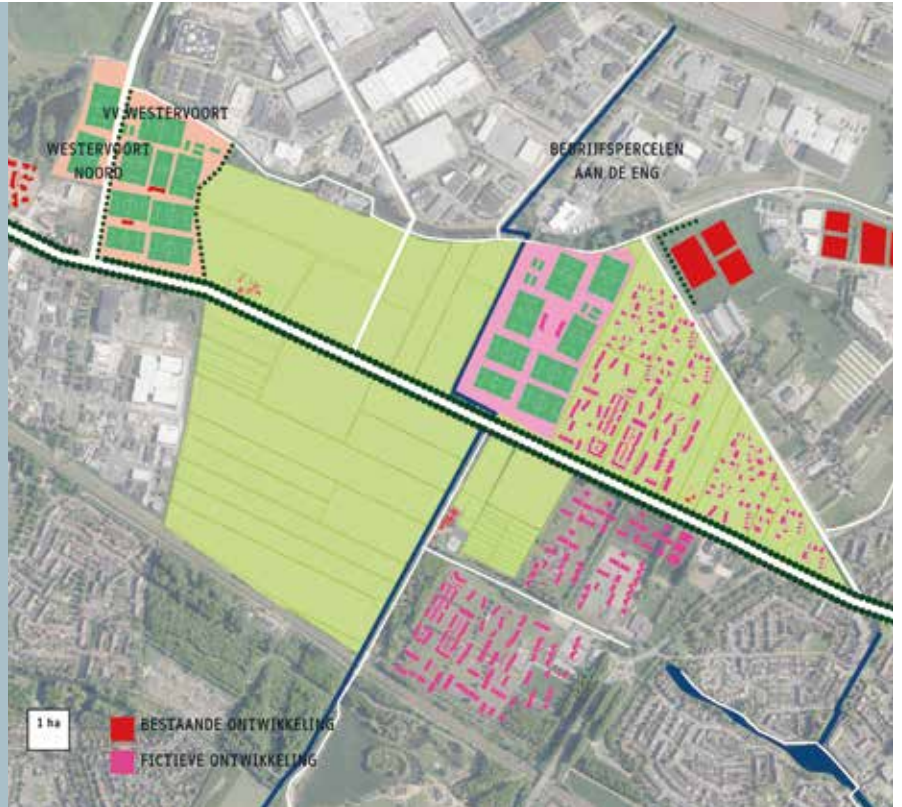 VV WESTERVOORT
WESTERVOORT
NOORD
BEDRIJFSPERCELEN
AAN DE ENG
1 ha
BESTAANDE ONTWIKKELING
FICTIEVE ONTWIKKELING